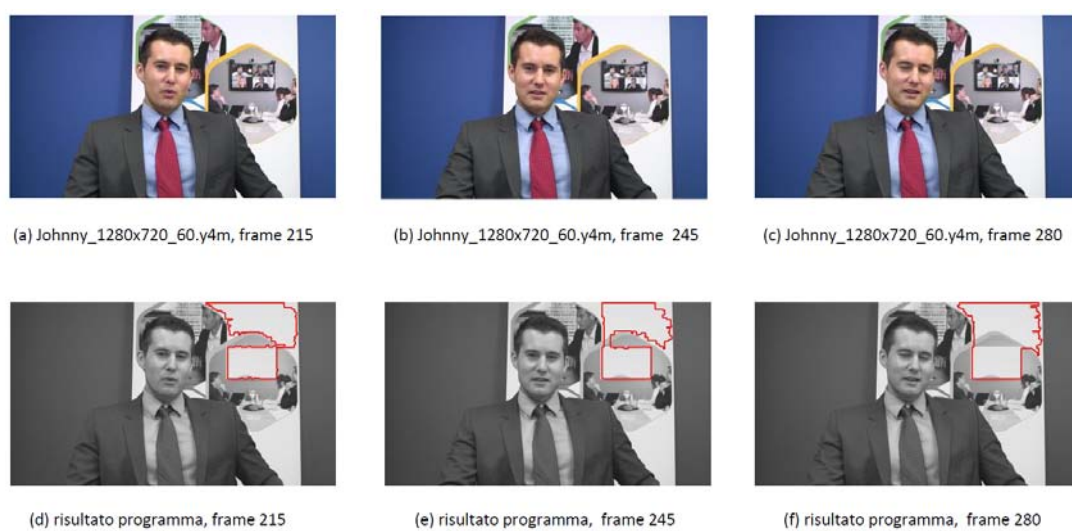 (a) Johnny_1280x720_60.y4m, frame 215
(b) Johnny_1280x720_60.y4m, frame 245
(c) Johnny_1280x720_60.y4m, frame 280
(d) risultato programma, frame 215
(e) risultato programma, frame 245
(f) risultato programma, frame 280